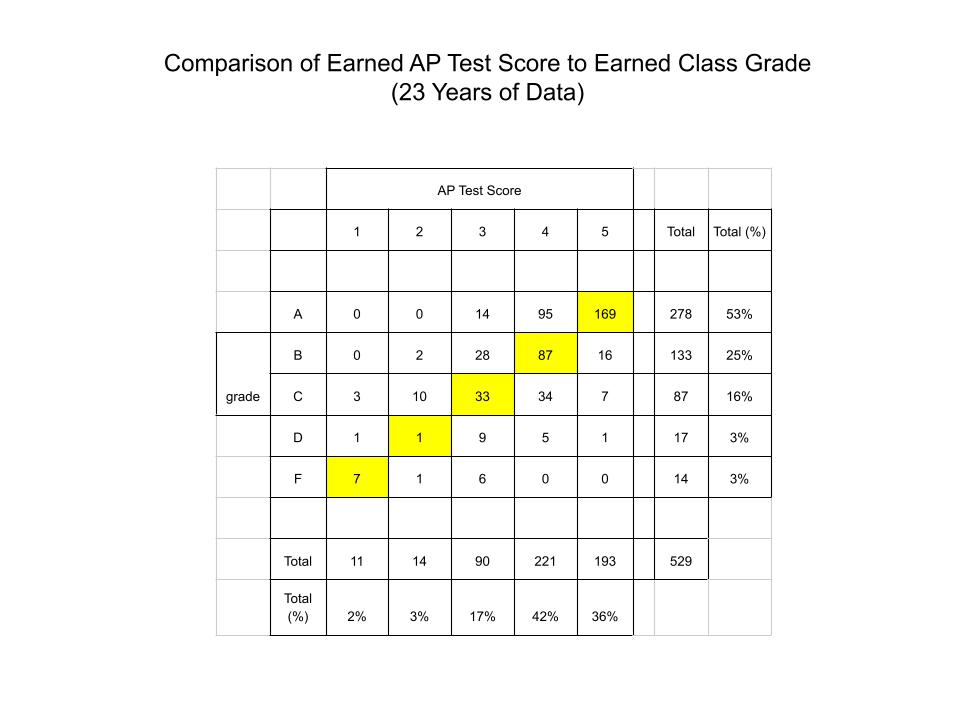 Comparison of Earned AP Test Score to Earned Class Grade
(23 Years of Data)
AP Test Score
1 2 3 4 5 Total Total (%)
A 0 0 14 95 169 278 53%
B 0 2 28 87 16 133 25%
grade C 3 10 33 34 7 87 16%
D 1 1 9 5 1 17 3%
F 7 1 6 0 0 14 3%
Total 11 14 90 221 193 529
Total
(%) 2% 3% 17% 42% 36%